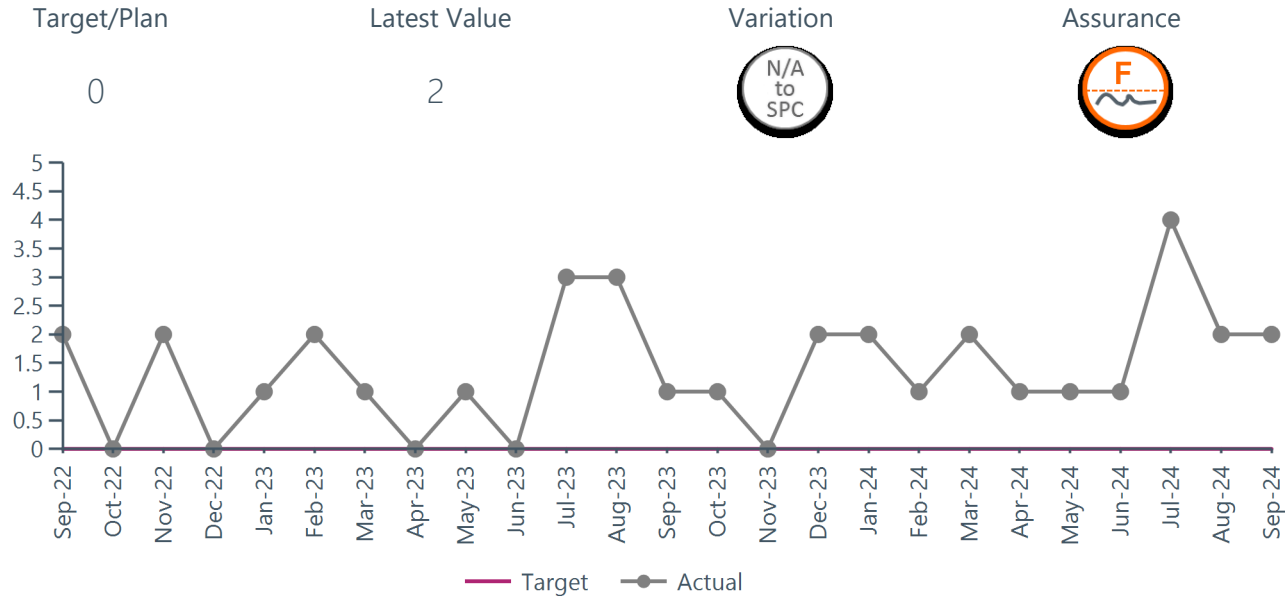 Target/Plan Latest Value Variation Assurance
0 2 N/A to SPC F
5
4.5
4
3.5
3
2.5
2
1.5
1
0.5
0
Sep-22 Oct-22 Nov-22 Dec-22 Jan-23 Feb-23 Mar-23 Apr-23 May-23 Jun-23 Jul-23 Aug-23 Sep-23 Oct-23 Nov-23 Dec-23 Jan-24 Feb-24 Mar-24 Apr-24 May-24 Jun-24 Jul-24 Aug-24 Sep-24
Target Actual